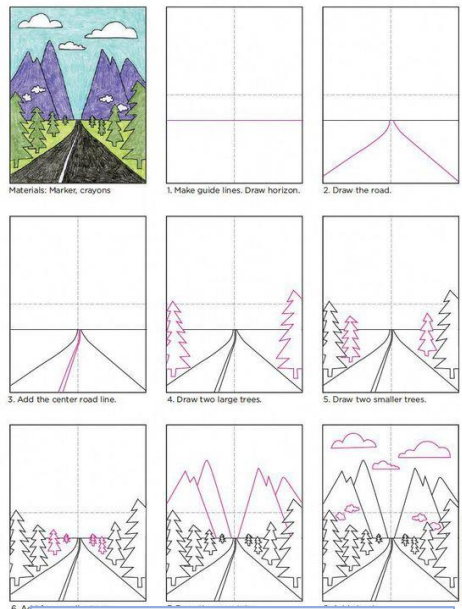 Materials: Marker, crayons
1. Make guide lines. Draw horizon.
2. Draw the road.
3. Add the center road line.
4. Draw two large trees.
5. Draw two smaller trees.